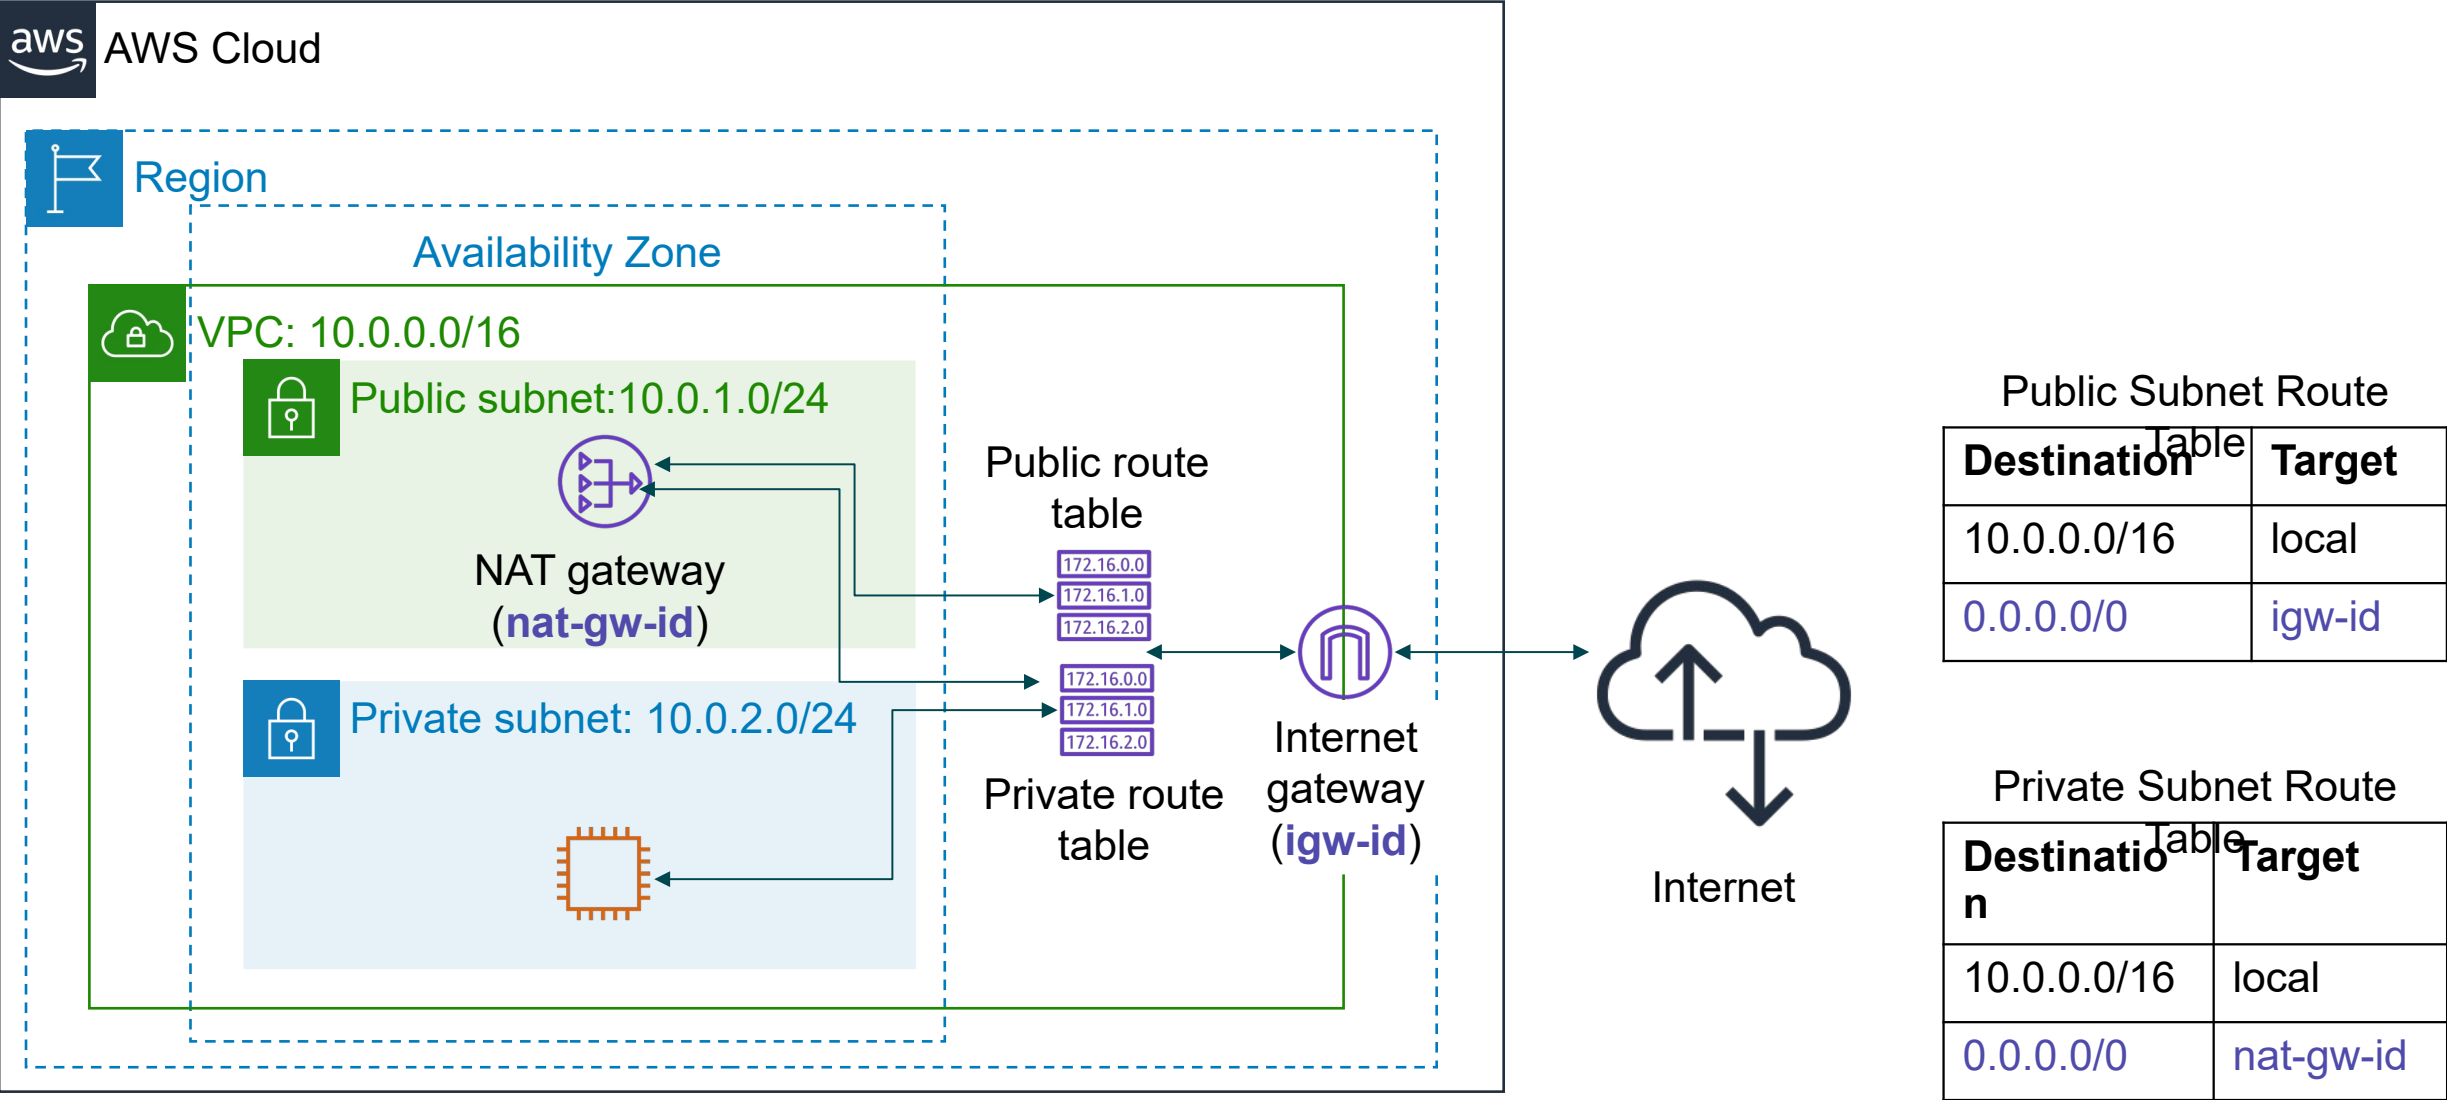 aws
AWS Cloud
Region
Availability Zone
VPC: 10.0.0.0/16
Public subnet:10.0.1.0/24
NAT gateway
(nat-gw-id)
Private subnet: 10.0.2.0/24
Public route
table
172.16.0.0
172.16.1.0
172.16.2.0
172.16.0.0
172.16.1.0
172.16.2.0
Private route
table
Internet
gateway
(igw-id)
Internet
Public Subnet Route
Table
Destination Target
10.0.0.0/16 local
0.0.0.0/0 igw-id
Private Subnet Route
Table
Destinatio Target
n
10.0.0.0/16 local
0.0.0.0/0 nat-gw-id